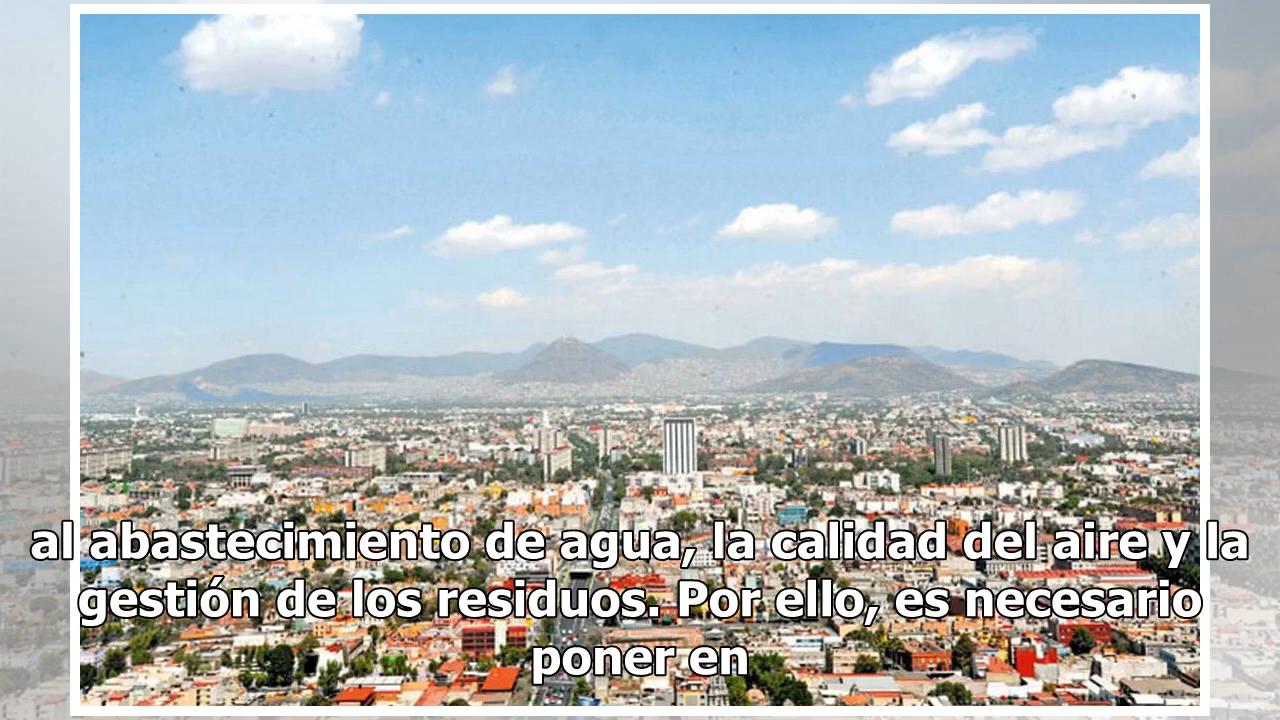 al abastecimiento de agua, la calidad del aire y la
gestión de los residuos. Por ello, es necesario
poner en